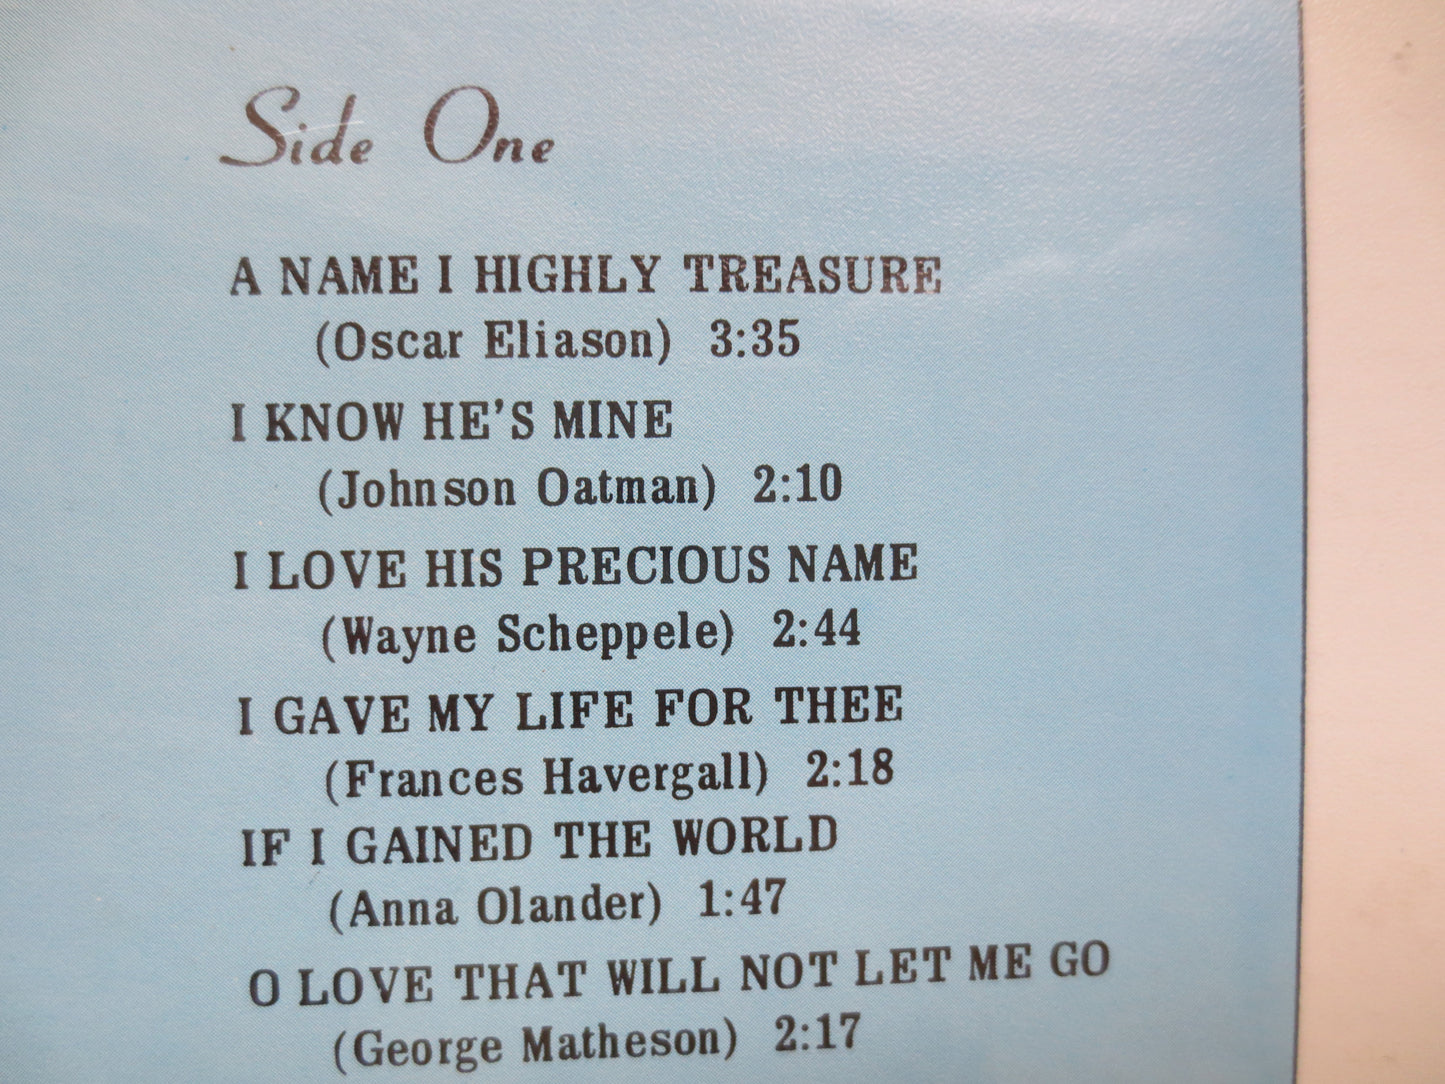 Side One
A NAME I HIGHLY TREASURE
(Oscar Eliason) 3:35
I KNOW HE'S MINE
(Johnson Oatman) 2:10
I LOVE HIS PRECIOUS NAME
(Wayne Scheppele) 2:44
I GAVE MY LIFE FOR THEE
(Frances Havergall) 2:18
IF I GAINED THE WORLD
(Anna Olander) 1:47
O LOVE THAT WILL NOT LET ME GO
(George Matheson) 2:17